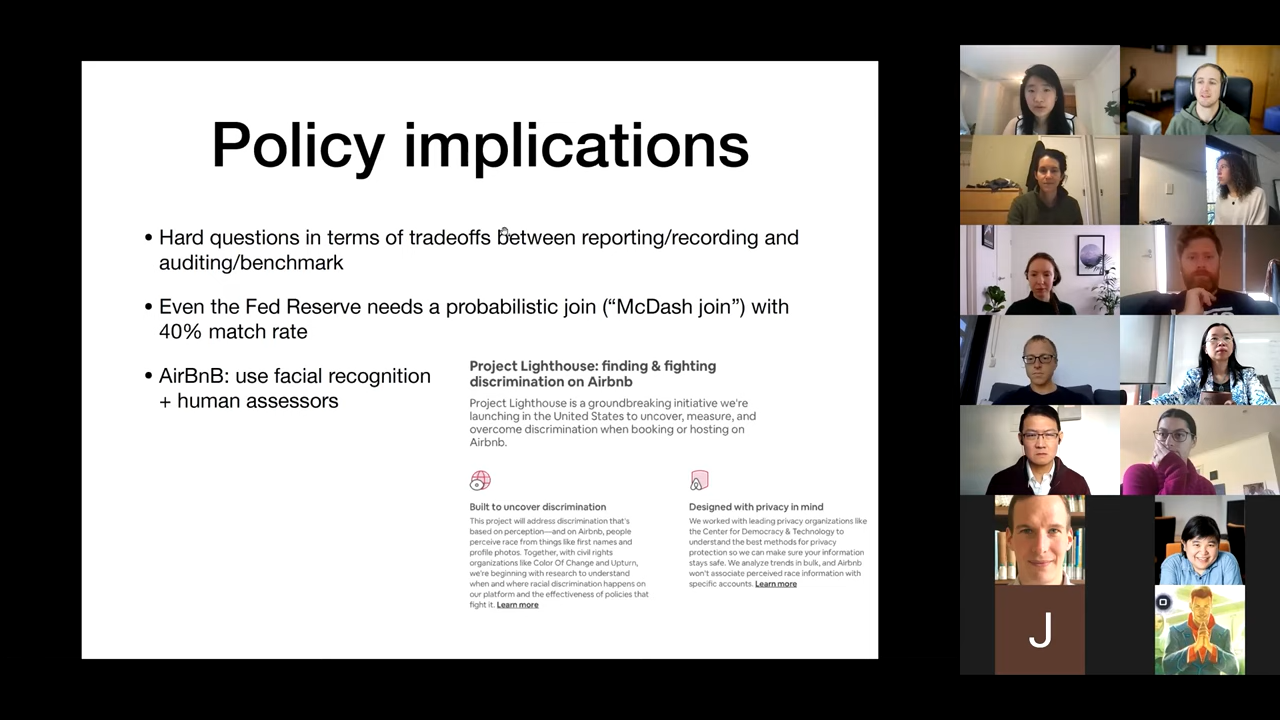 Policy implications
• Hard questions in terms of tradeoffs between reporting/recording and
auditing/benchmark
• Even the Fed Reserve needs a probabilistic join (“McDash join”) with
40% match rate
• AirBnB: use facial recognition
+ human assessors
Project Lighthouse: finding & fighting
discrimination on Airbnb
Project Lighthouse is a groundbreaking initiative we're
launching in the United States to uncover, measure, and
overcome discrimination when booking or hosting on
Airbnb.
Built to uncover discrimination
This project will address discrimination that's
based on perception—and on Airbnb, people
perceive race from things like first names and
profile photos. Together, with civil rights
organizations like Color Of Change and Upturn,
we're beginning with research to understand
when and where racial discrimination happens on
our platform and the effectiveness of policies that
fight it. Learn more
Designed with privacy in mind
We worked with leading privacy organizations like
the Center for Democracy & Technology to
understand the best methods for privacy
protection so we can make sure your information
stays safe. We analyze trends in bulk, and Airbnb
won't associate perceived race information with
specific accounts. Learn more
J